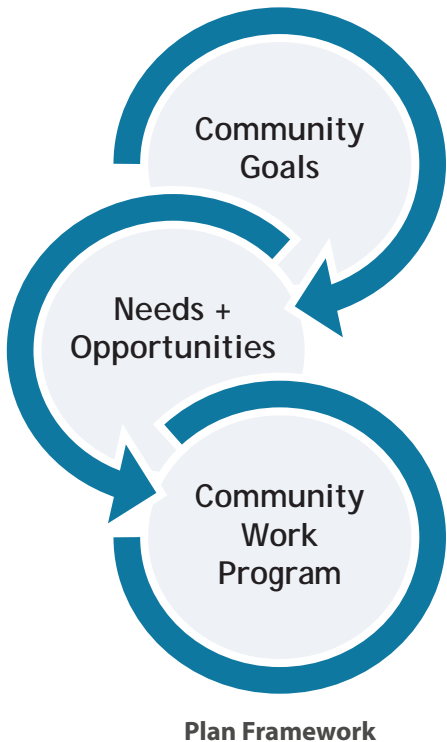 Community
Goals
Needs +
Opportunities
Community
Work
Program
Plan Framework